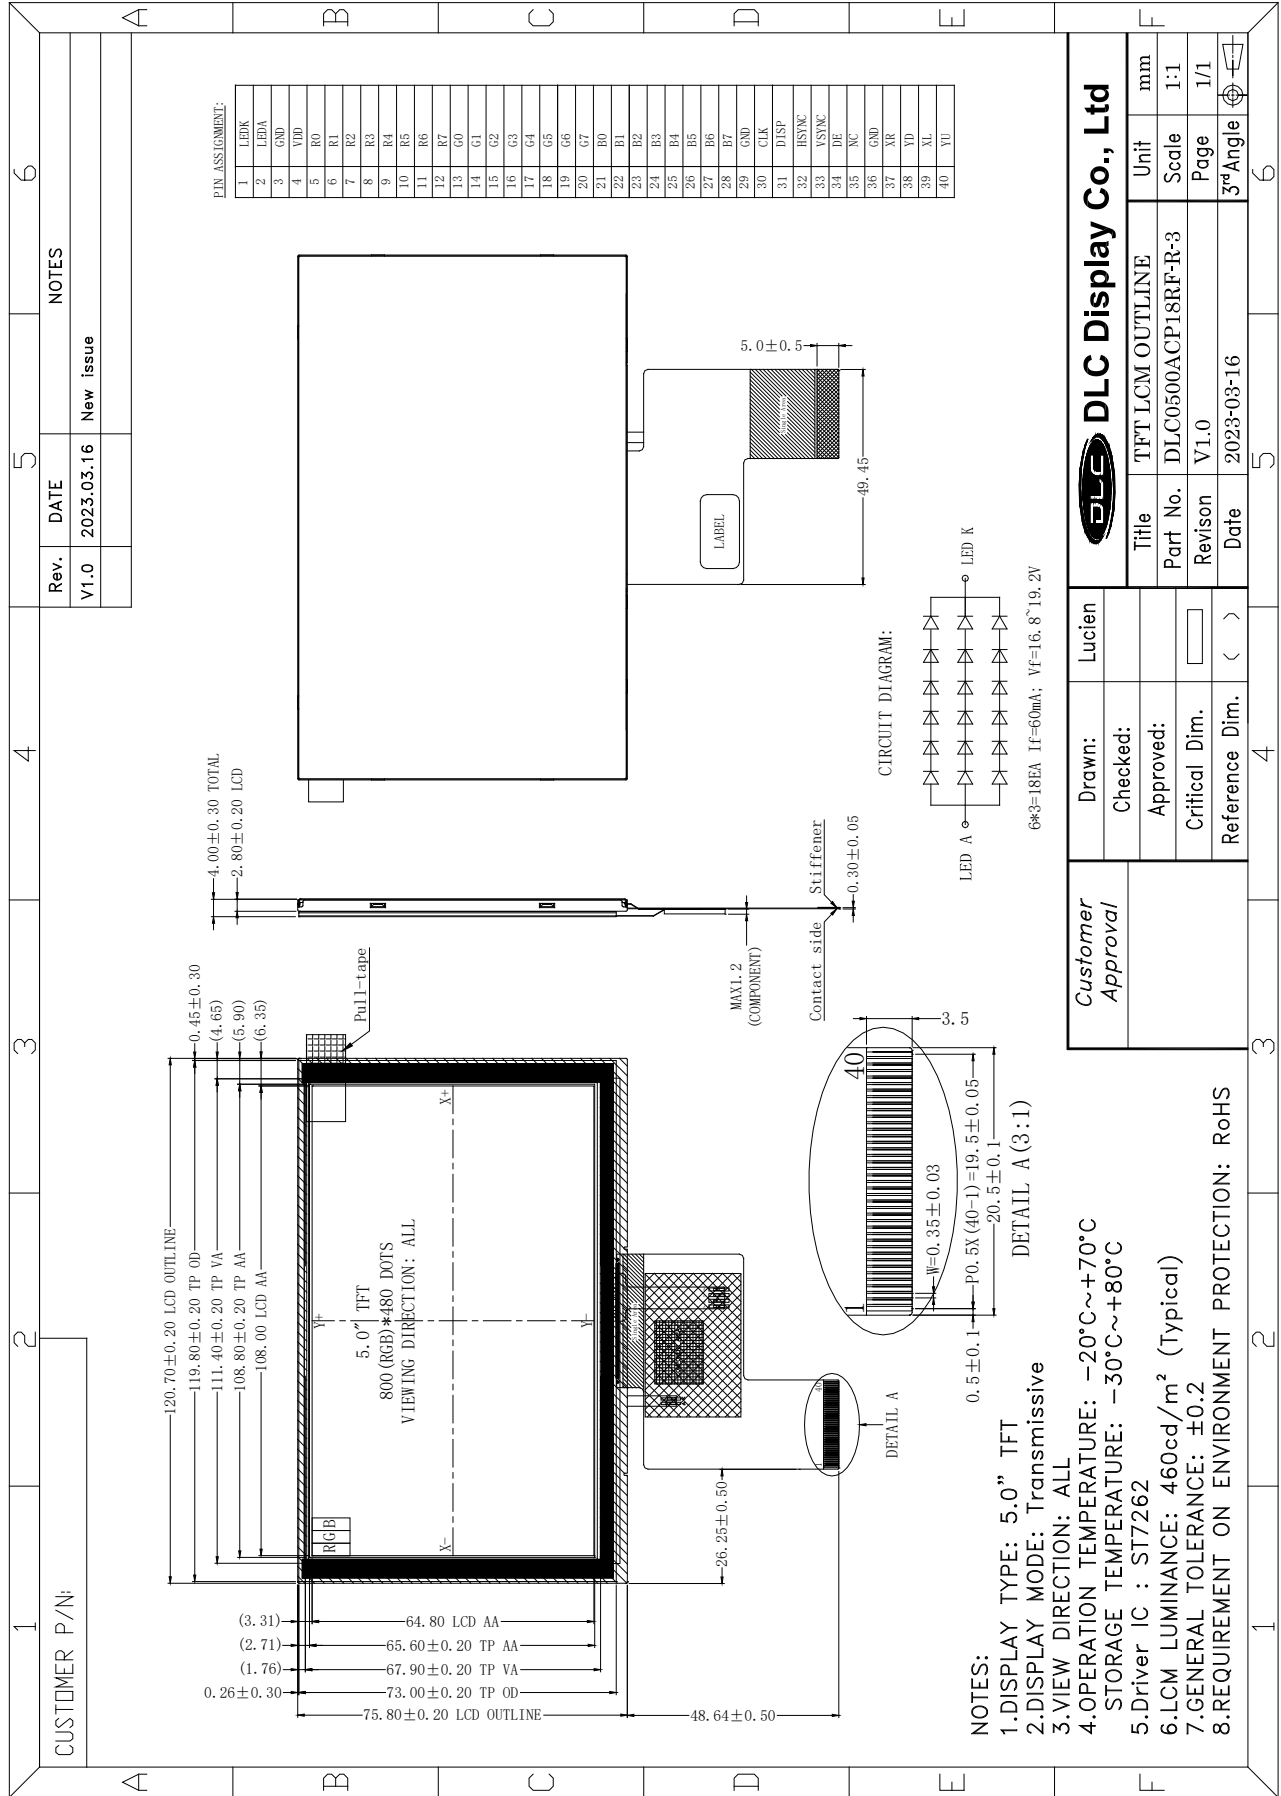 1
2
3
4
5
6
A
B
C
D
E
F
CUSTOMER P/N:
Rev.
DATE
NOTES
V1.0
2023.03.16
New issue
120.70±0.20 LCD OUTLINE
119.80±0.20 TP OD
0.45±0.30
111.40±0.20 TP VA
(4.65)
108.80±0.20 TP AA
(5.90)
108.00 LCD AA
(6.35)
(3.31)
64.80 LCD AA
(2.71)
65.60±0.20 TP AA
(1.76)
67.90±0.20 TP VA
0.26±0.30
73.00±0.20 TP OD
75.80±0.20 LCD OUTLINE
48.64±0.50
26.25±0.50
RGB
Y+
5.0" TFT
800(RGB)*480 DOTS
VIEWING DIRECTION: ALL
X-
X+
Y-
Pull-tape
1
40
DETAIL A
4.00±0.30 TOTAL
2.80±0.20 LCD
MAX1.2
(COMPONENT)
Contact side
Stiffener
0.30±0.05
LABEL
5.0±0.5
49.45
PIN ASSIGNMENT:
1 LEDK
2 LEDA
3 GND
4 VDD
5 R0
6 R1
7 R2
8 R3
9 R4
10 R5
11 R6
12 R7
13 G0
14 G1
15 G2
16 G3
17 G4
18 G5
19 G6
20 G7
21 B0
22 B1
23 B2
24 B3
25 B4
26 B5
27 B6
28 B7
29 GND
30 CLK
31 DISP
32 HSYNC
33 VSYNC
34 DE
35 NC
36 GND
37 XR
38 YD
39 XL
40 YU
CIRCUIT DIAGRAM:
LED A
LED K
6*3=18EA If=60mA; Vf=16.8~19.2V
1
40
3.5
W=0.35±0.03
0.5±0.1
P0.5X(40-1)=19.5±0.05
20.5±0.1
DETAIL A(3:1)
NOTES:
1.DISPLAY TYPE: 5.0" TFT
2.DISPLAY MODE: Transmissive
3.VIEW DIRECTION: ALL
4.OPERATION TEMPERATURE: -20°C~+70°C
STORAGE TEMPERATURE: -30°C~+80°C
5.Driver IC : ST7262
6.LCM LUMINANCE: 460cd/m² (Typical)
7.GENERAL TOLERANCE: ±0.2
8.REQUIREMENT ON ENVIRONMENT PROTECTION: RoHS
Customer
Approval
Drawn:
Lucien
Checked:
Approved:
Critical Dim.
Reference Dim.
( )
DLC DLC Display Co., Ltd
Title
TFT LCM OUTLINE
Unit
mm
Part No.
DLC0500ACP18RF-R-3
Scale
1:1
Revison
V1.0
Page
1/1
Date
2023-03-16
3rd Angle
1
2
3
4
5
6
A
B
C
D
E
F